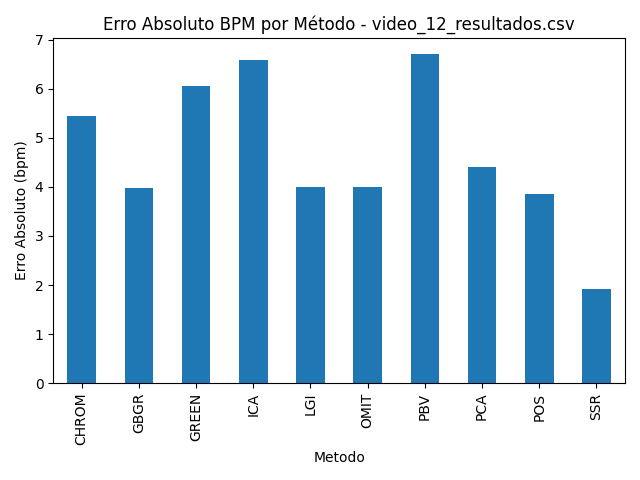 Erro Absoluto BPM por Método - video_12_resultados.csv
7
6
5
4
3
2
1
0
Erro Absoluto (bpm)
CHROM
GBGR
GREEN
ICA
LGI
OMIT
PBV
PCA
POS
SSR
Metodo